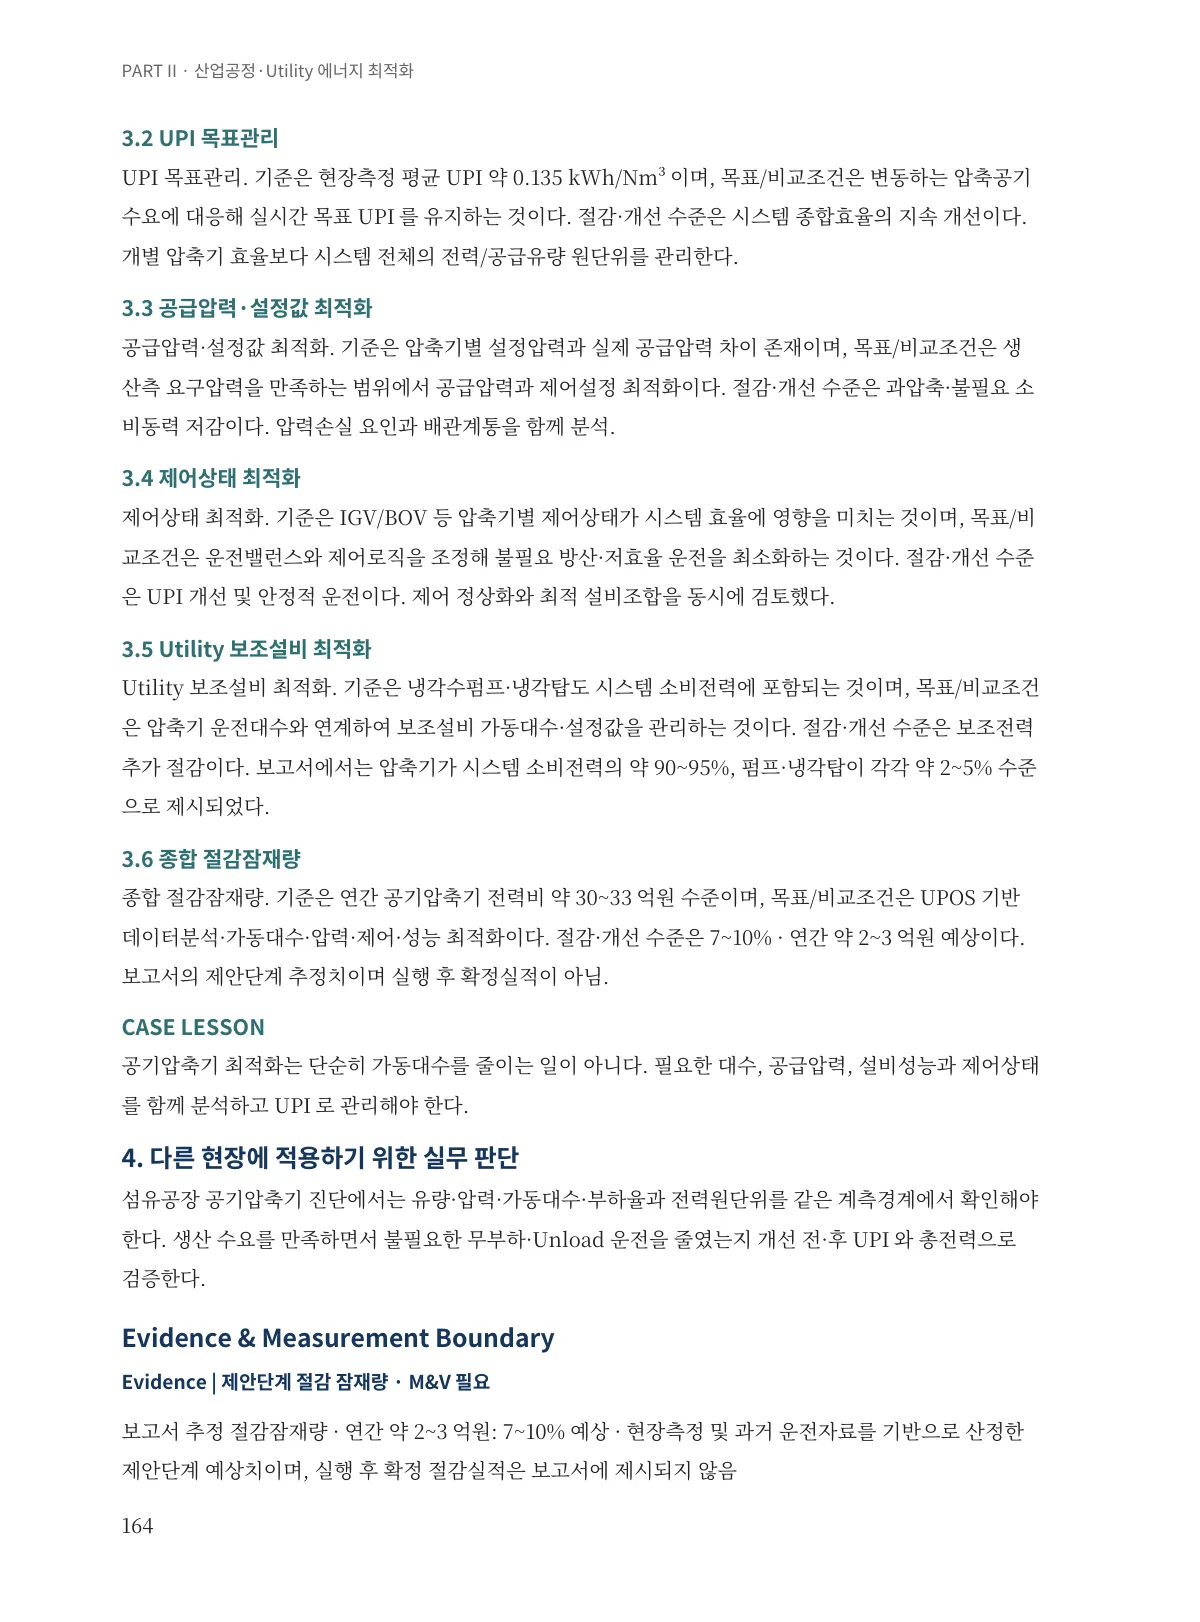 PART II · 산업공정·Utility 에너지 최적화
3.2 UPI 목표관리
UPI 목표관리. 기준은 현장측정 평균 UPI 약 0.135 kWh/Nm³ 이며, 목표/비교조건은 변동하는 압축공기
수요에 대응해 실시간 목표 UPI 를 유지하는 것이다. 절감·개선 수준은 시스템 종합효율의 지속 개선이다.
개별 압축기 효율보다 시스템 전체의 전력/공급유량 원단위를 관리한다.
3.3 공급압력·설정값 최적화
공급압력·설정값 최적화. 기준은 압축기별 설정압력과 실제 공급압력 차이 존재이며, 목표/비교조건은 생
산측 요구압력을 만족하는 범위에서 공급압력과 제어설정 최적화이다. 절감·개선 수준은 과압축·불필요 소
비동력 저감이다. 압력손실 요인과 배관계통을 함께 분석.
3.4 제어상태 최적화
제어상태 최적화. 기준은 IGV/BOV 등 압축기별 제어상태가 시스템 효율에 영향을 미치는 것이며, 목표/비
교조건은 운전밸런스와 제어로직을 조정해 불필요 방산·저효율 운전을 최소화하는 것이다. 절감·개선 수준
은 UPI 개선 및 안정적 운전이다. 제어 정상화와 최적 설비조합을 동시에 검토했다.
3.5 Utility 보조설비 최적화
Utility 보조설비 최적화. 기준은 냉각수펌프·냉각탑도 시스템 소비전력에 포함되는 것이며, 목표/비교조건
은 압축기 운전대수와 연계하여 보조설비 가동대수·설정값을 관리하는 것이다. 절감·개선 수준은 보조전력
추가 절감이다. 보고서에서는 압축기가 시스템 소비전력의 약 90~95%, 펌프·냉각탑이 각각 약 2~5% 수준
으로 제시되었다.
3.6 종합 절감잠재량
종합 절감잠재량. 기준은 연간 공기압축기 전력비 약 30~33 억원 수준이며, 목표/비교조건은 UPOS 기반
데이터분석·가동대수·압력·제어·성능 최적화이다. 절감·개선 수준은 7~10% · 연간 약 2~3 억원 예상이다.
보고서의 제안단계 추정치이며 실행 후 확정실적이 아님.
CASE LESSON
공기압축기 최적화는 단순히 가동대수를 줄이는 일이 아니다. 필요한 대수, 공급압력, 설비성능과 제어상태
를 함께 분석하고 UPI 로 관리해야 한다.
4. 다른 현장에 적용하기 위한 실무 판단
섬유공장 공기압축기 진단에서는 유량·압력·가동대수·부하율과 전력원단위를 같은 계측경계에서 확인해야
한다. 생산 수요를 만족하면서 불필요한 무부하·Unload 운전을 줄였는지 개선 전·후 UPI 와 총전력으로
검증한다.
Evidence & Measurement Boundary
Evidence | 제안단계 절감 잠재량 · M&V 필요
보고서 추정 절감잠재량 · 연간 약 2~3 억원: 7~10% 예상 · 현장측정 및 과거 운전자료를 기반으로 산정한
제안단계 예상치이며, 실행 후 확정 절감실적은 보고서에 제시되지 않음
164